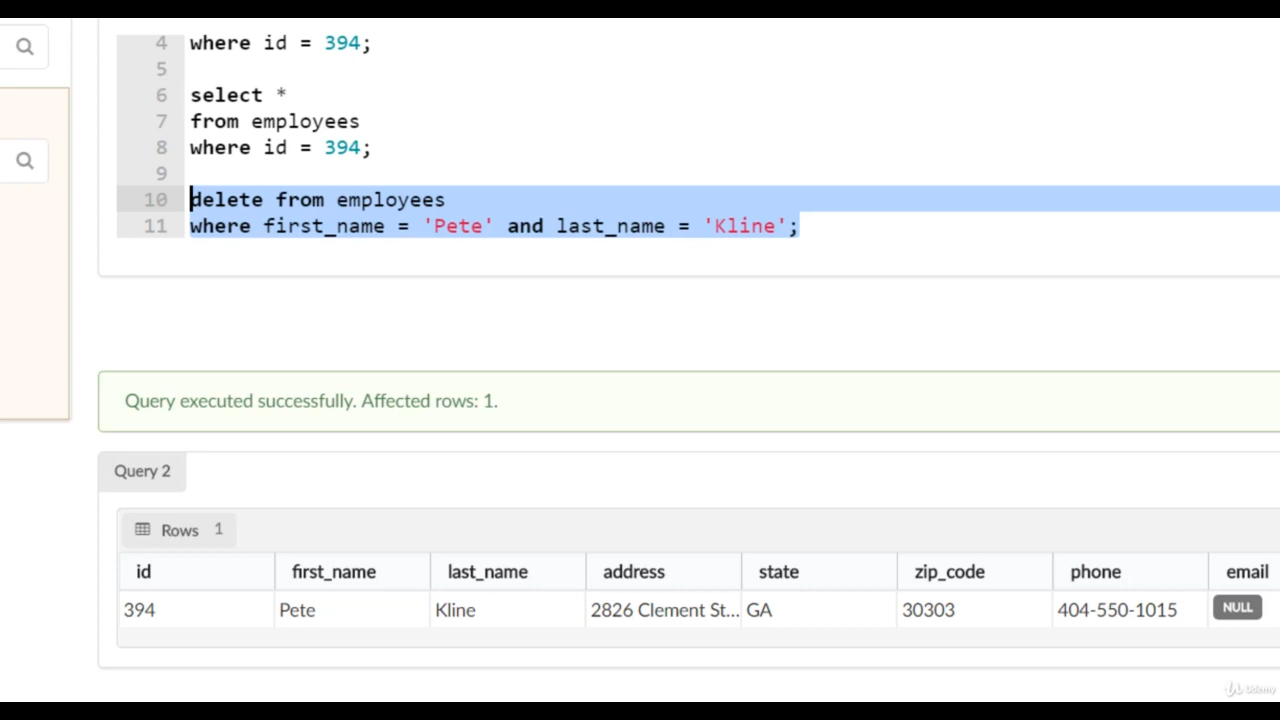 4 where id = 394;
5
6 select *
7 from employees
8 where id = 394;
9
10 delete from employees
11 where first_name = 'Pete' and last_name = 'Kline';
Query executed successfully. Affected rows: 1.
Query 2
Rows 1
id first_name last_name address state zip_code phone email
394 Pete Kline 2826 Clement St... GA 30303 404-550-1015 NULL
Udemy